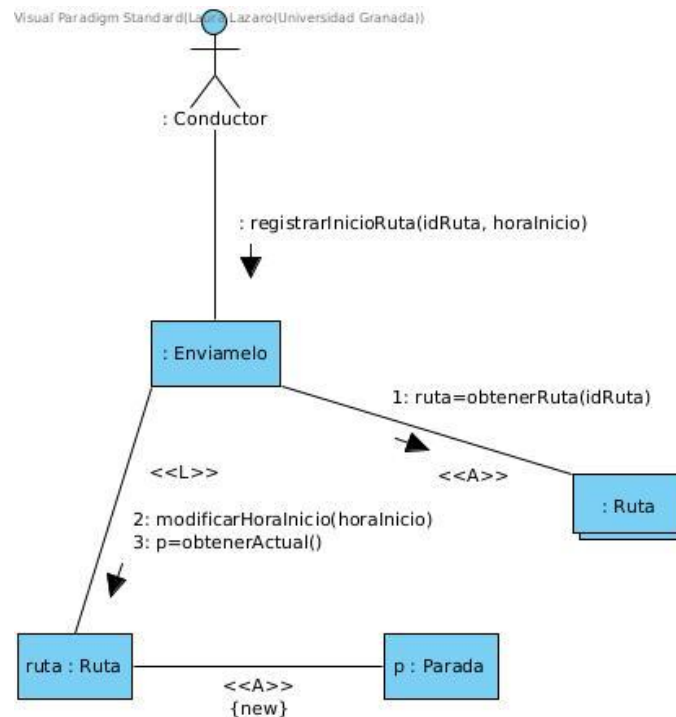 Visual Paradigm Standard(Laura Lazaro(Universidad Granada))
: Conductor
: registrarInicioRuta(idRuta, horaInicio)
: Enviamelo
1: ruta=obtenerRuta(idRuta)
<<L>>
<<A>>
: Ruta
2: modificarHoraInicio(horaInicio)
3: p=obtenerActual()
ruta : Ruta
p : Parada
<<A>>
{new}